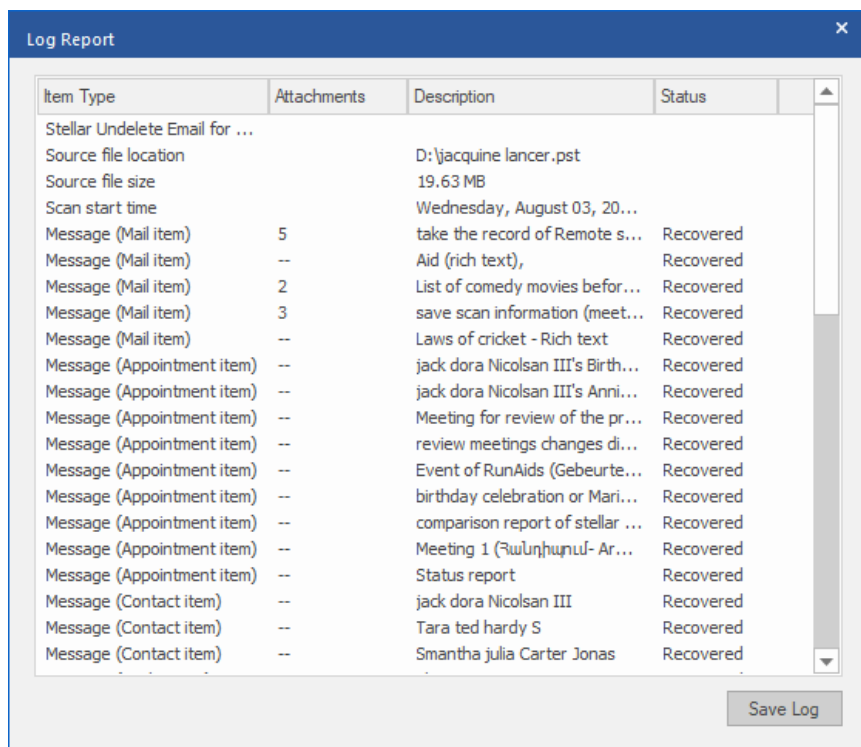 Log Report
Item Type Attachments Description Status
Stellar Undelete Email for ...
Source file location D:\jacquine lancer.pst
Source file size 19.63 MB
Scan start time Wednesday, August 03, 20...
Message (Mail item) 5 take the record of Remote s... Recovered
Message (Mail item) -- Aid (rich text), Recovered
Message (Mail item) 2 List of comedy movies befor... Recovered
Message (Mail item) 3 save scan information (meet... Recovered
Message (Mail item) -- Laws of cricket - Rich text Recovered
Message (Appointment item) -- jack dora Nicolsan III's Birth... Recovered
Message (Appointment item) -- jack dora Nicolsan III's Anni... Recovered
Message (Appointment item) -- Meeting for review of the pr... Recovered
Message (Appointment item) -- review meetings changes di... Recovered
Message (Appointment item) -- Event of RunAids (Gebeurte... Recovered
Message (Appointment item) -- birthday celebration or Mari... Recovered
Message (Appointment item) -- comparison report of stellar ... Recovered
Message (Appointment item) -- Meeting 1 (Հանդիպում- Ar... Recovered
Message (Appointment item) -- Status report Recovered
Message (Contact item) -- jack dora Nicolsan III Recovered
Message (Contact item) -- Tara ted hardy S Recovered
Message (Contact item) -- Smantha julia Carter Jonas Recovered
Save Log